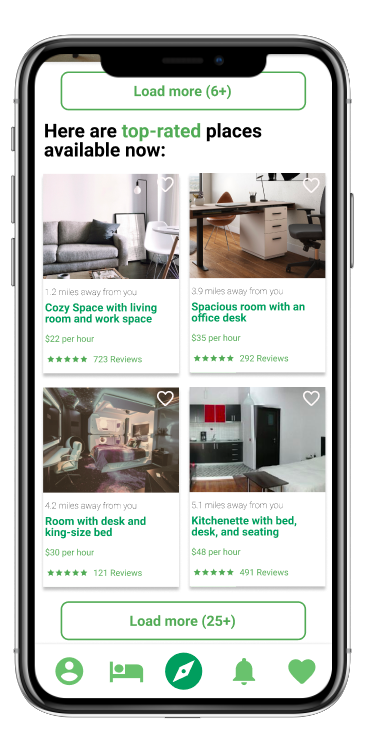 Load more (6+)
Here are top-rated places
available now:
1.2 miles away from you
Cozy Space with living
room and work space
$22 per hour
★★★★★ 723 Reviews
3.9 miles away from you
Spacious room with an
office desk
$35 per hour
★★★★★ 292 Reviews
4.2 miles away from you
Room with desk and
king-size bed
$30 per hour
★★★★★ 121 Reviews
5.1 miles away from you
Kitchenette with bed,
desk, and seating
$48 per hour
★★★★★ 491 Reviews
Load more (25+)